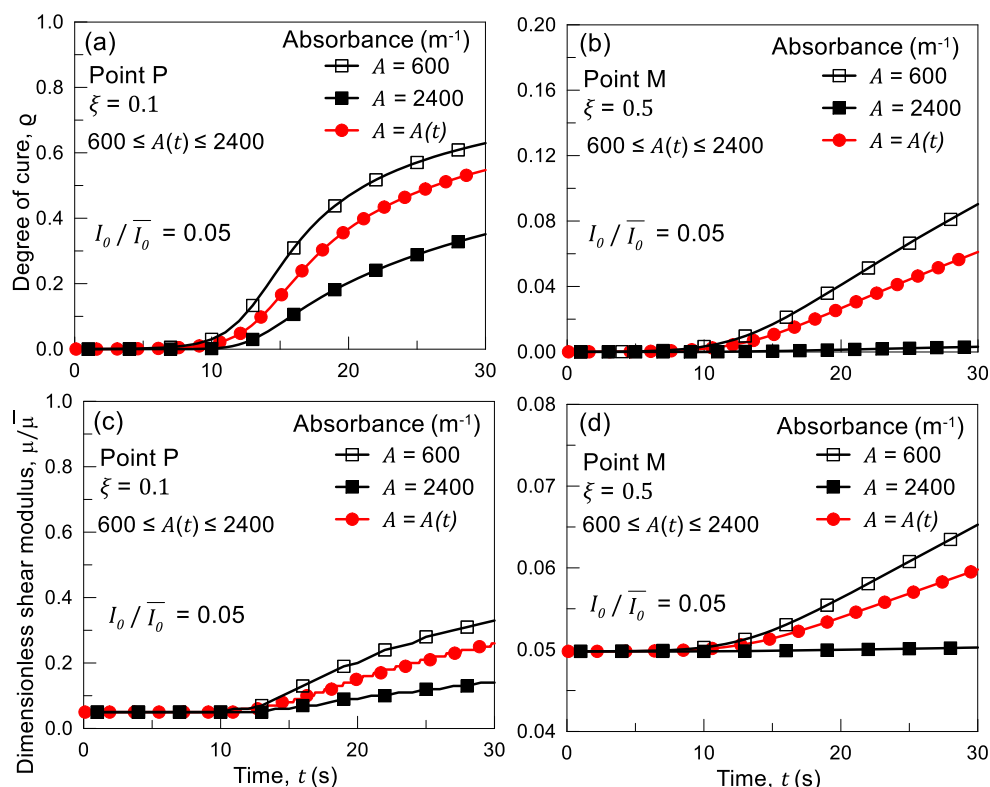 (a)
Absorbance (m⁻¹)
Point P
A = 600
ξ = 0.1
A = 2400
600 ≤ A(t) ≤ 2400
A = A(t)
I₀ / I̅₀ = 0.05
Degree of cure, ϱ
1.0
0.8
0.6
0.4
0.2
0.0
0
10
20
30
(b)
Absorbance (m⁻¹)
Point M
A = 600
ξ = 0.5
A = 2400
600 ≤ A(t) ≤ 2400
A = A(t)
I₀ / I̅₀ = 0.05
0.20
0.16
0.12
0.08
0.04
0.00
0
10
20
30
(c)
Absorbance (m⁻¹)
Point P
A = 600
ξ = 0.1
A = 2400
600 ≤ A(t) ≤ 2400
A = A(t)
I₀ / I̅₀ = 0.05
Dimensionless shear modulus, μ/μ̅
1.0
0.8
0.6
0.4
0.2
0.0
0
10
20
30
Time, t (s)
(d)
Absorbance (m⁻¹)
Point M
A = 600
ξ = 0.5
A = 2400
600 ≤ A(t) ≤ 2400
A = A(t)
I₀ / I̅₀ = 0.05
0.08
0.07
0.06
0.05
0.04
0
10
20
30
Time, t (s)